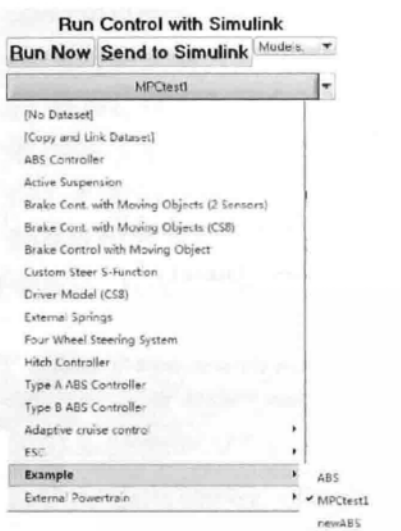 Run Control with Simulink
Run Now Send to Simulink Models
MPCtest1
[No Dataset]
[Copy and Link Dataset]
ABS Controller
Active Suspension
Brake Cont. with Moving Objects (2 Sensors)
Brake Cont. with Moving Objects (CS8)
Brake Control with Moving Object
Custom Steer S-Function
Driver Model (CS8)
External Springs
Four Wheel Steering System
Hitch Controller
Type A ABS Controller
Type B ABS Controller
Adaptive cruise control
ESC
Example
ABS
External Powertrain
✔ MPCtest1
newABS